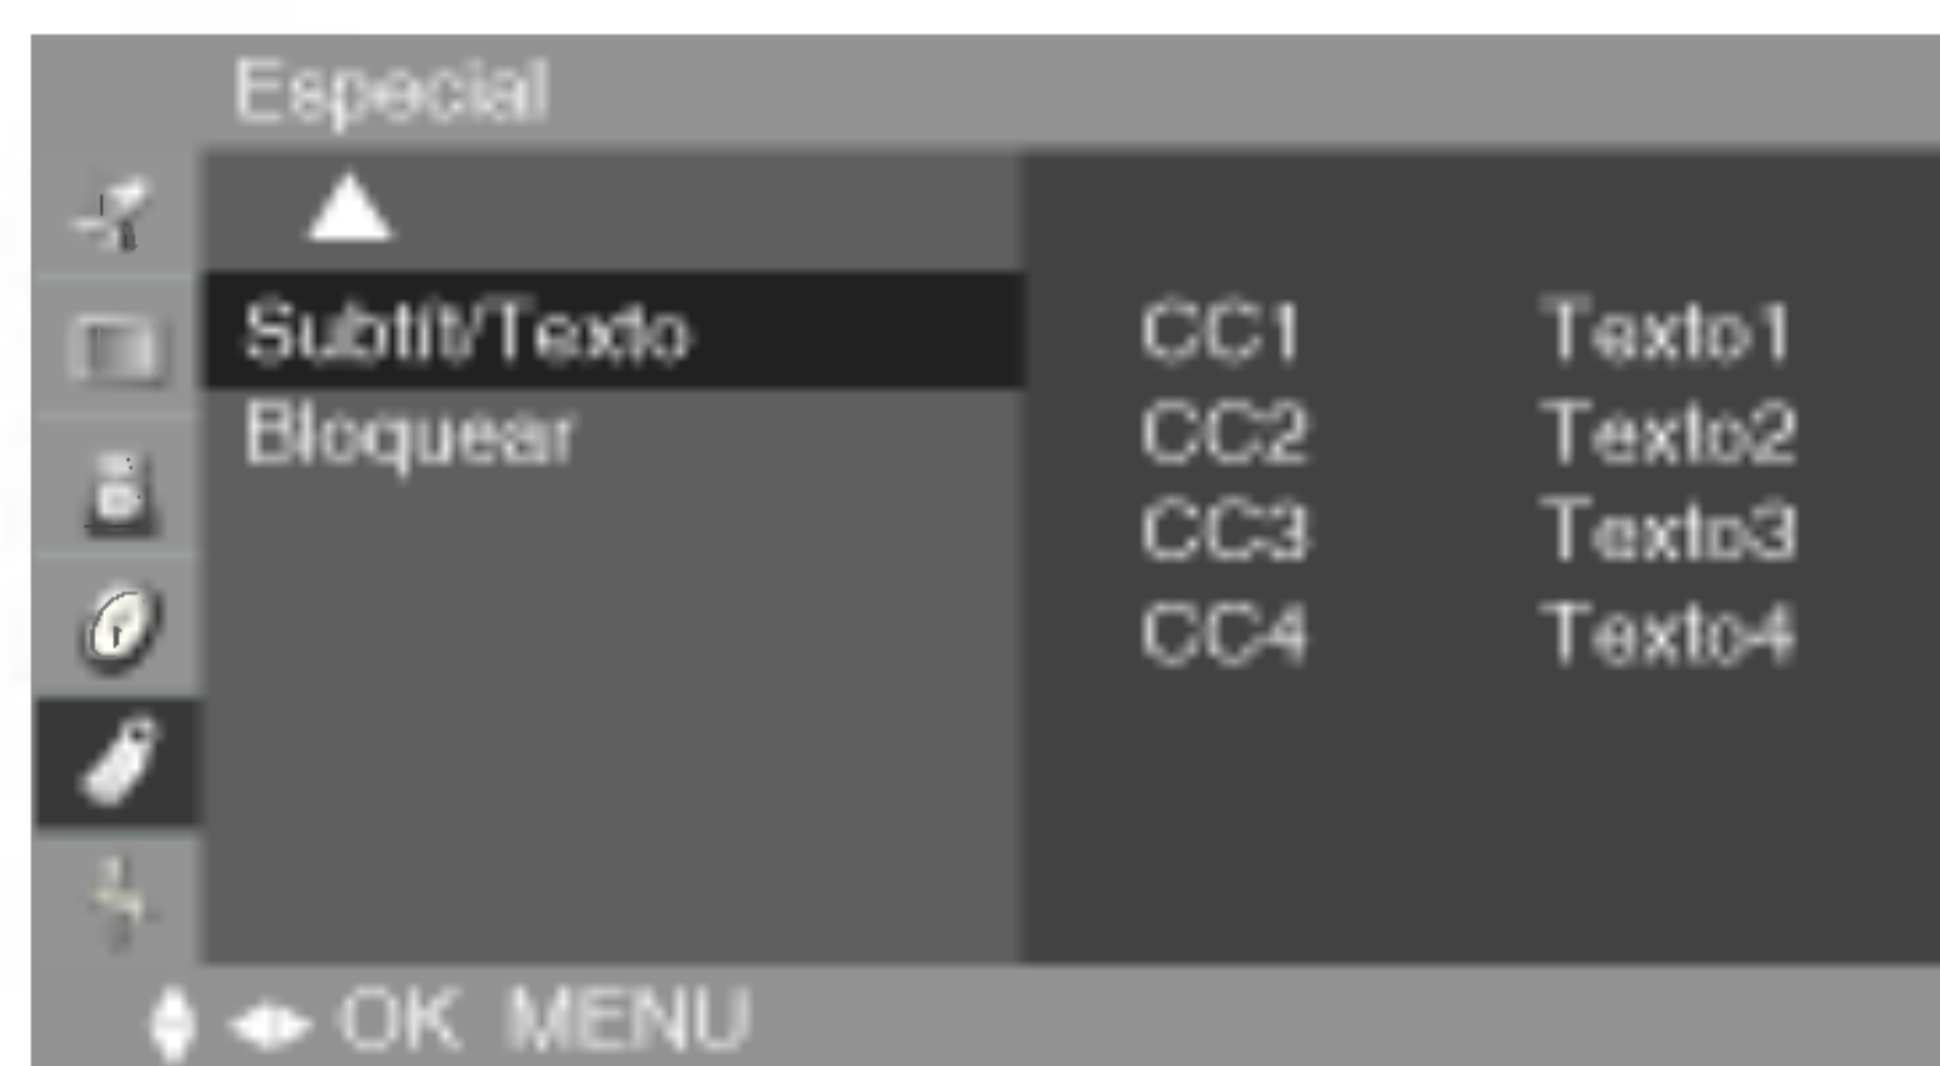 Especial
Subtít/Texto CC1 Texto1
Bloquear CC2 Texto2
CC3 Texto3
CC4 Texto4
OK MENU